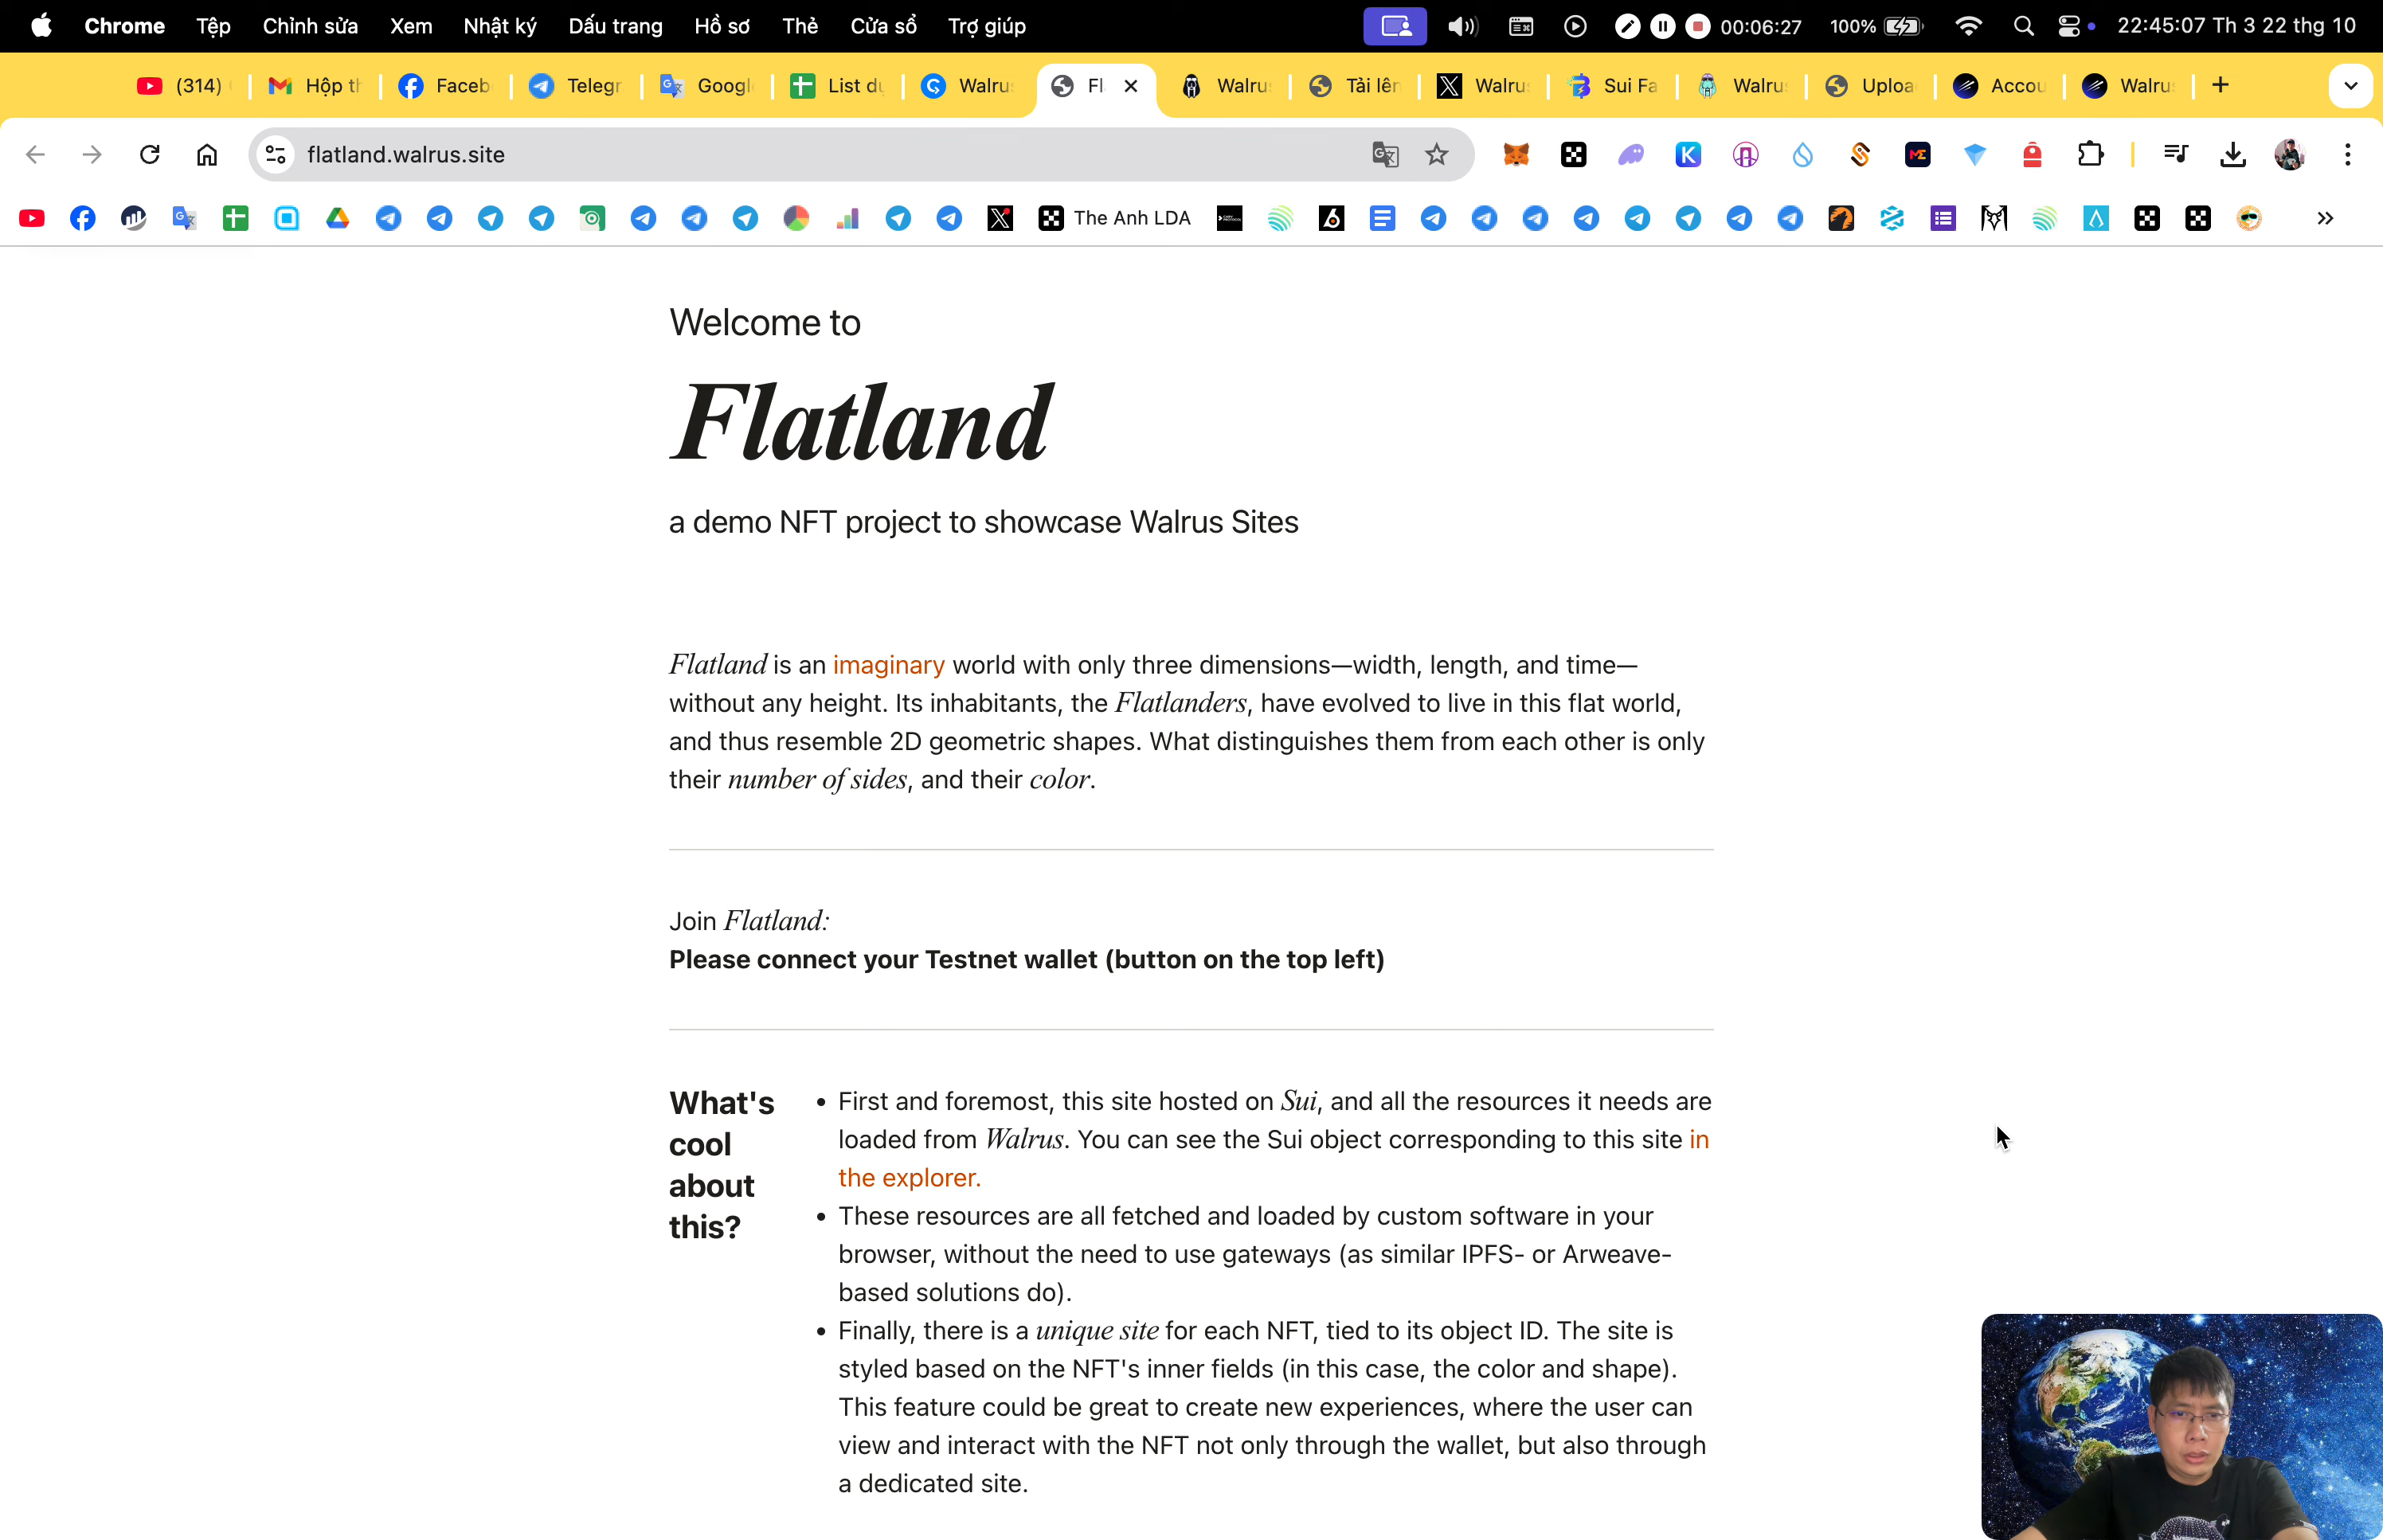 Chrome Tệp Chỉnh sửa Xem Nhật ký Dấu trang Hồ sơ Thẻ Cửa sổ Trợ giúp 00:06:27 100% 22:45:07 Th 3 22 thg 10
(314) Hộp th Faceb Telegr Googl List dụ Walrus Fl Walrus Tải lên Walrus Sui Fa Walrus Uploa Accou Walrus
flatland.walrus.site
The Anh LDA
Welcome to
Flatland
a demo NFT project to showcase Walrus Sites
Flatland is an imaginary world with only three dimensions—width, length, and time—
without any height. Its inhabitants, the Flatlanders, have evolved to live in this flat world,
and thus resemble 2D geometric shapes. What distinguishes them from each other is only
their number of sides, and their color.
Join Flatland:
Please connect your Testnet wallet (button on the top left)
What's
cool
about
this?
• First and foremost, this site hosted on Sui, and all the resources it needs are
loaded from Walrus. You can see the Sui object corresponding to this site in
the explorer.
• These resources are all fetched and loaded by custom software in your
browser, without the need to use gateways (as similar IPFS- or Arweave-
based solutions do).
• Finally, there is a unique site for each NFT, tied to its object ID. The site is
styled based on the NFT's inner fields (in this case, the color and shape).
This feature could be great to create new experiences, where the user can
view and interact with the NFT not only through the wallet, but also through
a dedicated site.